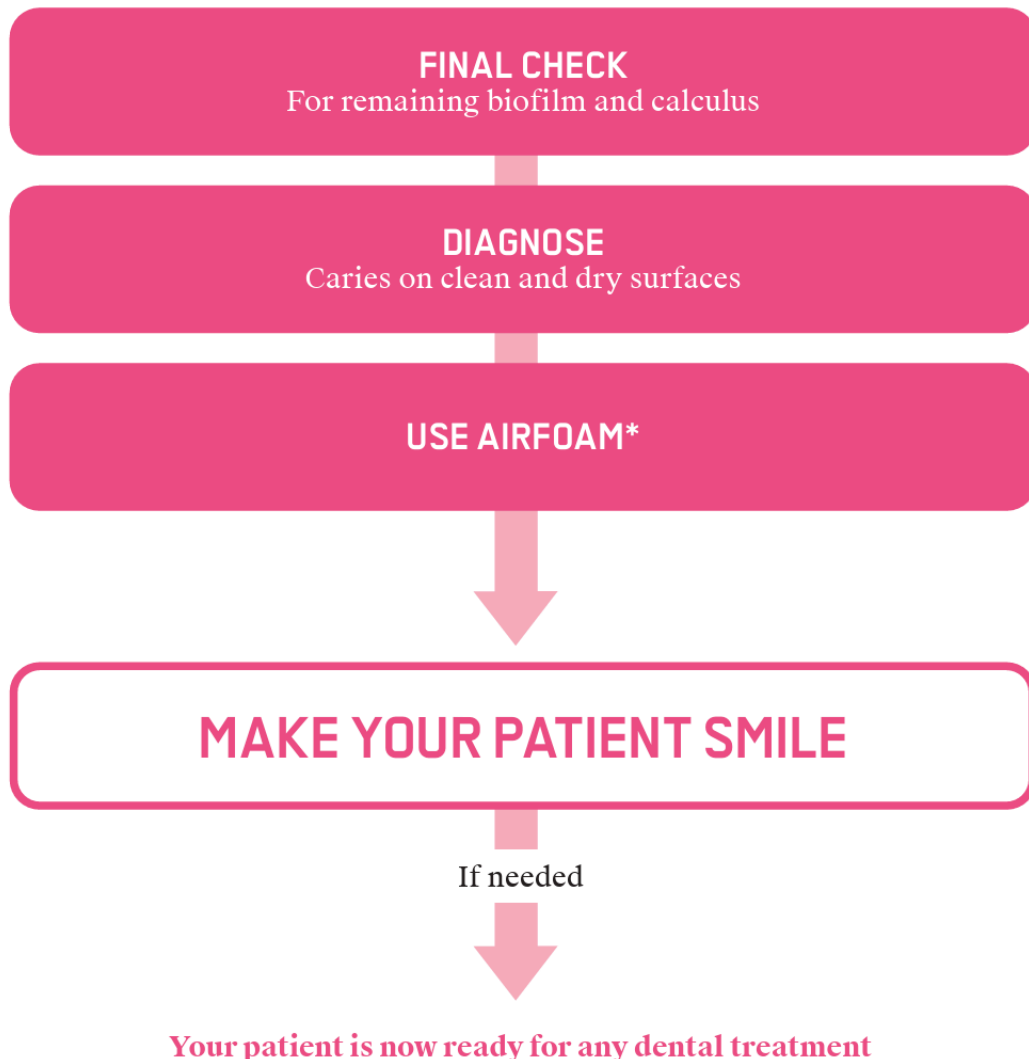 FINAL CHECK
For remaining biofilm and calculus
DIAGNOSE
Caries on clean and dry surfaces
USE AIRFOAM*
MAKE YOUR PATIENT SMILE
If needed
Your patient is now ready for any dental treatment